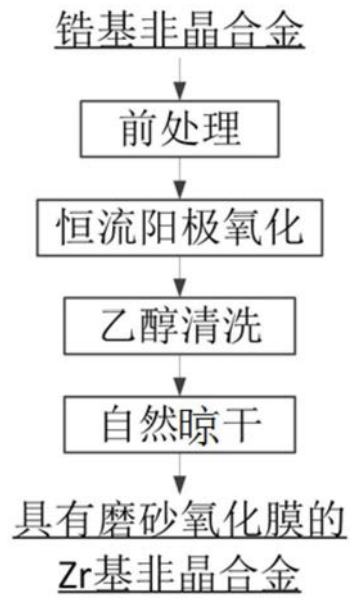 锆基非晶合金
前处理
恒流阳极氧化
乙醇清洗
自然晾干
具有磨砂氧化膜的
Zr基非晶合金